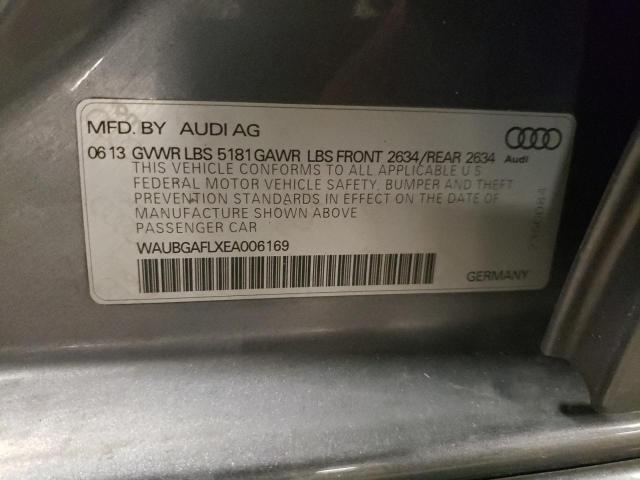 MFD. BY AUDI AG
Audi
06 13 GVWR LBS 5181 GAWR LBS FRONT 2634/REAR 2634
THIS VEHICLE CONFORMS TO ALL APPLICABLE U S
FEDERAL MOTOR VEHICLE SAFETY, BUMPER AND THEFT
PREVENTION STANDARDS IN EFFECT ON THE DATE OF
MANUFACTURE SHOWN ABOVE
PASSENGER CAR
WAUBGAFLXEA006169
GERMANY